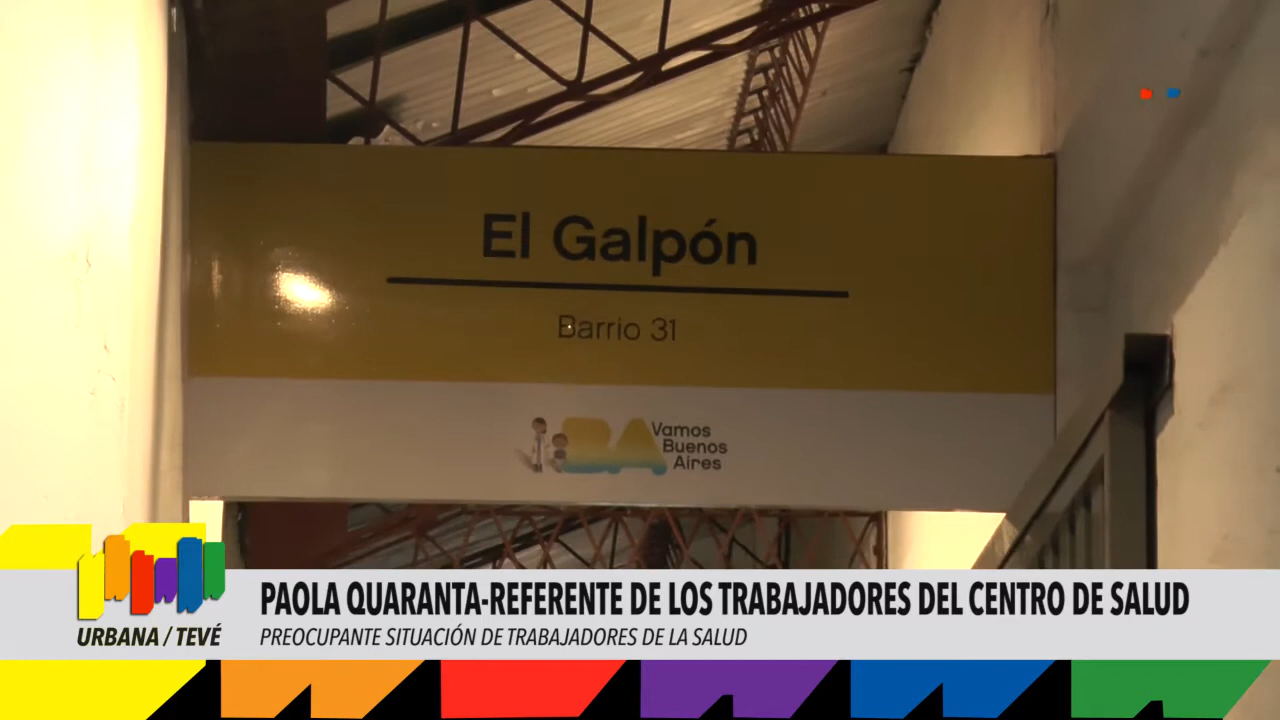 El Galpón
Barrio 31
BA
Vamos
Buenos
Aires
PAOLA QUARANTA-REFERENTE DE LOS TRABAJADORES DEL CENTRO DE SALUD
PREOCUPANTE SITUACIÓN DE TRABAJADORES DE LA SALUD
URBANA / TEVÉ